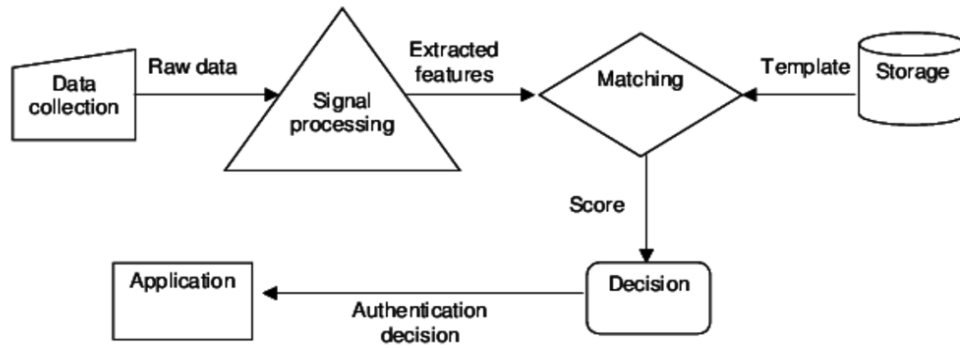 Data
collection
Raw data
Signal
processing
Extracted
features
Matching
Template
Storage
Score
Decision
Authentication
decision
Application